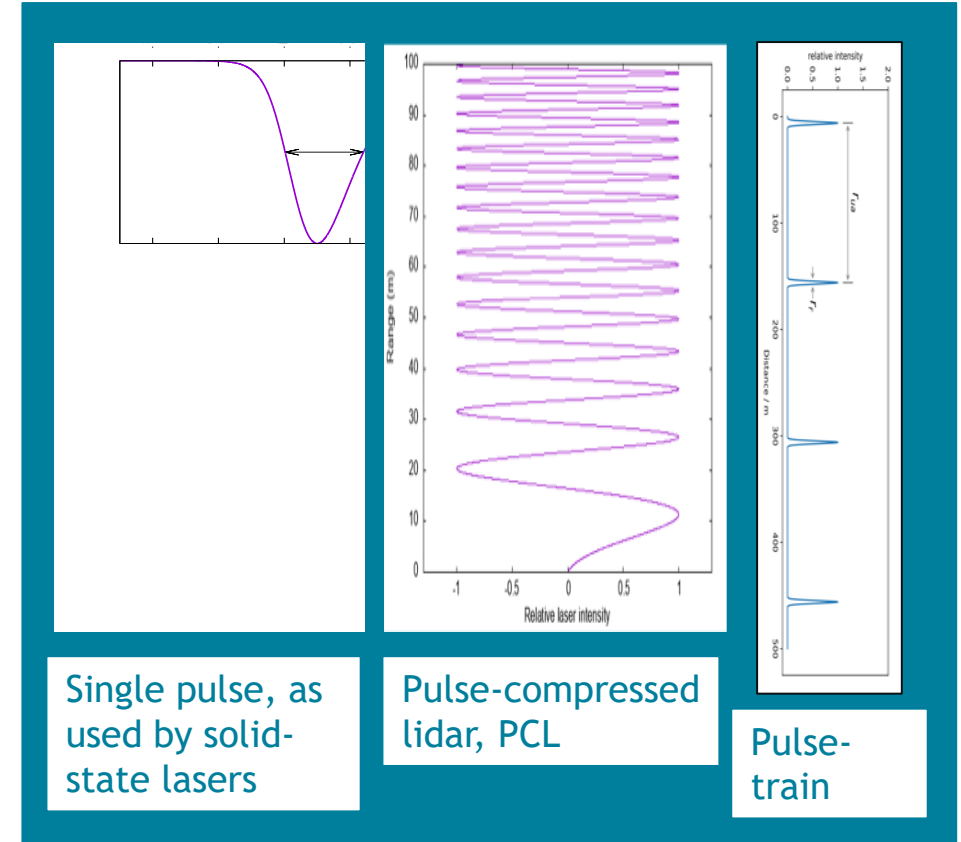 100
90
80
70
60
50
40
30
20
10
0
Range (m)
-1 -0.5 0 0.5 1
Relative laser intensity
relative intensity
0.0 0.5 1.0 1.5 2.0
0
100
200
300
400
500
r_ua
r_r
Distance / m
Single pulse, as
used by solid-
state lasers
Pulse-compressed
lidar, PCL
Pulse-
train